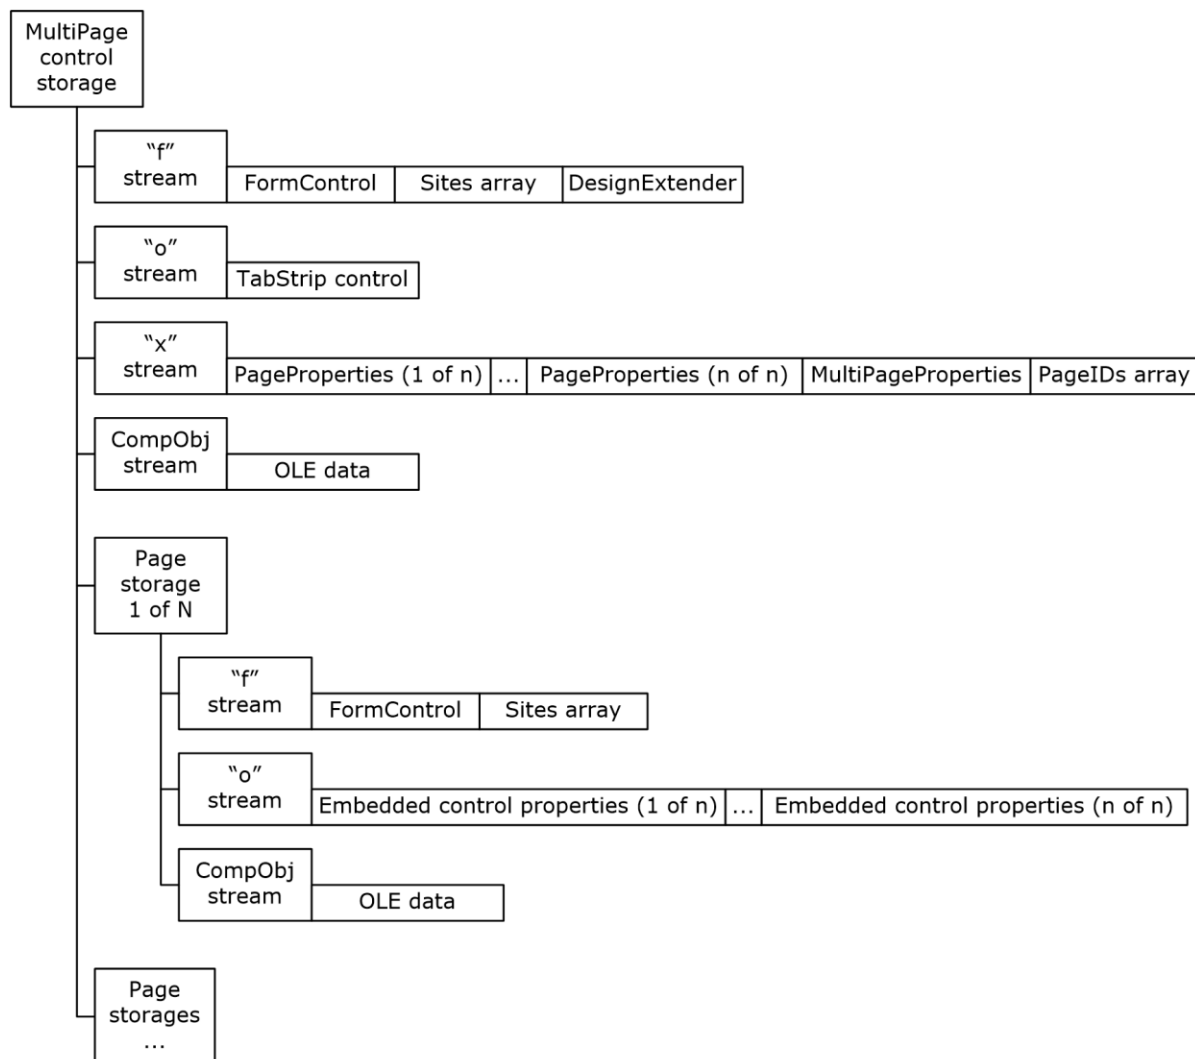 MultiPage
control
storage
“f”
stream
FormControl
Sites array
DesignExtender
“o”
stream
TabStrip control
“x”
stream
PageProperties (1 of n)
...
PageProperties (n of n)
MultiPageProperties
PageIDs array
CompObj
stream
OLE data
Page
storage
1 of N
“f”
stream
FormControl
Sites array
“o”
stream
Embedded control properties (1 of n)
...
Embedded control properties (n of n)
CompObj
stream
OLE data
Page
storages
...